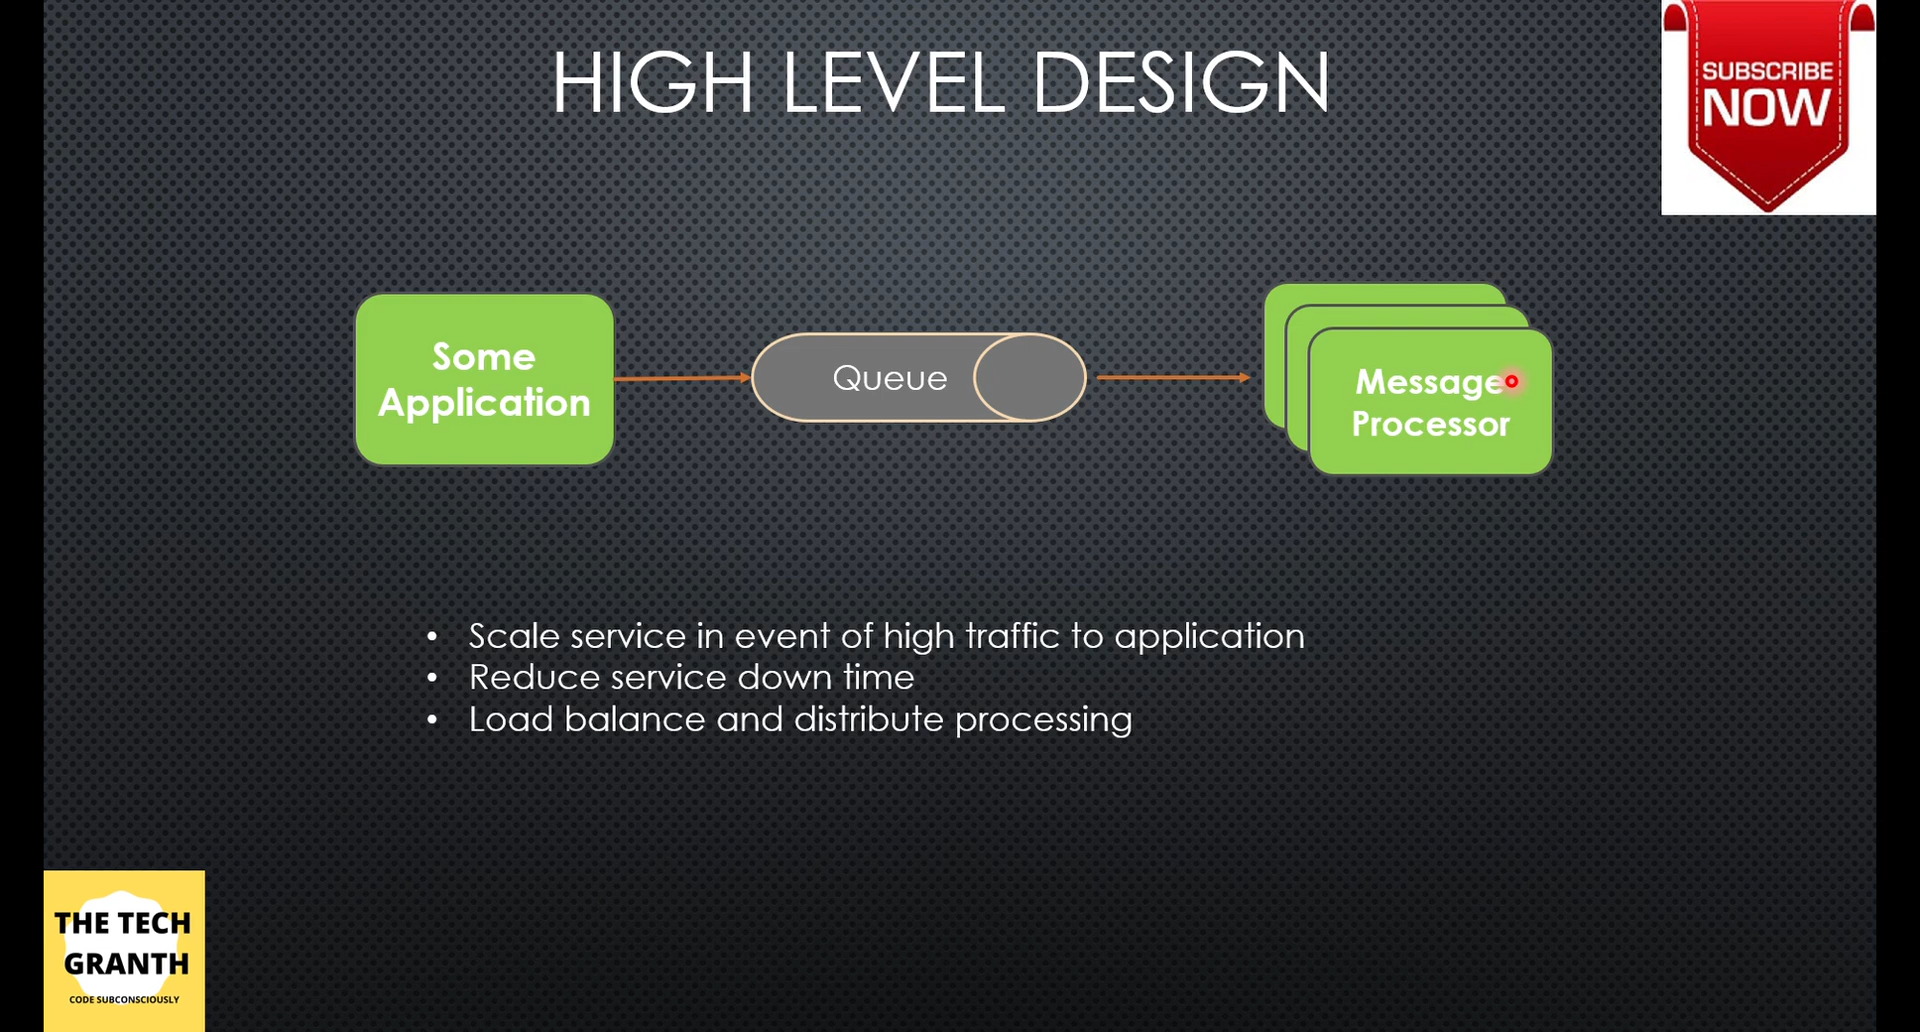 HIGH LEVEL DESIGN
SUBSCRIBE
NOW
Some
Application
Queue
Message
Processor
• Scale service in event of high traffic to application
• Reduce service down time
• Load balance and distribute processing
THE TECH
GRANTH
CODE SUBCONSCIOUSLY